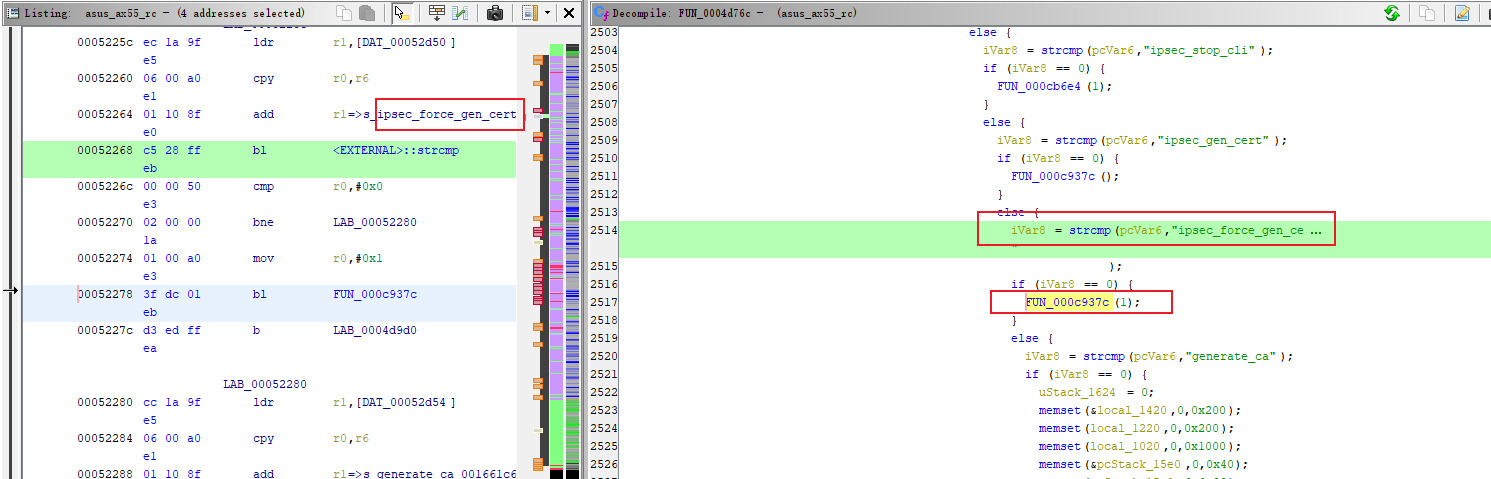 Listing: asus_ax55_rc - (4 addresses selected)
0005225c ec 1a 9f ldr r1,[DAT_00052d50]
e5
00052260 06 00 a0 cpy r0,r6
e1
00052264 01 10 8f add r1=>s_ipsec_force_gen_cert
e0
00052268 c5 28 ff bl <EXTERNAL>::strcmp
eb
0005226c 00 00 50 cmp r0,#0x0
e3
00052270 02 00 00 bne LAB_00052280
1a
00052274 01 00 a0 mov r0,#0x1
e3
00052278 3f dc 01 bl FUN_000c937c
eb
0005227c d3 ed ff b LAB_0004d9d0
ea
LAB_00052280
00052280 cc 1a 9f ldr r1,[DAT_00052d54]
e5
00052284 06 00 a0 cpy r0,r6
e1
00052288 01 10 8f add r1=>s_generate_ca_001661c6
Decompile: FUN_0004d76c - (asus_ax55_rc)
2503 else {
2504 iVar8 = strcmp(pcVar6,"ipsec_stop_cli");
2505 if (iVar8 == 0) {
2506 FUN_000cb6e4(1);
2507 }
2508 else {
2509 iVar8 = strcmp(pcVar6,"ipsec_gen_cert");
2510 if (iVar8 == 0) {
2511 FUN_000c937c();
2512 }
2513 else {
2514 iVar8 = strcmp(pcVar6,"ipsec_force_gen_ce ...
"
2515 );
2516 if (iVar8 == 0) {
2517 FUN_000c937c(1);
2518 }
2519 else {
2520 iVar8 = strcmp(pcVar6,"generate_ca");
2521 if (iVar8 == 0) {
2522 uStack_1624 = 0;
2523 memset(&local_1420,0,0x200);
2524 memset(&local_1220,0,0x200);
2525 memset(local_1020,0,0x1000);
2526 memset(&pcStack_15e0,0,0x40);